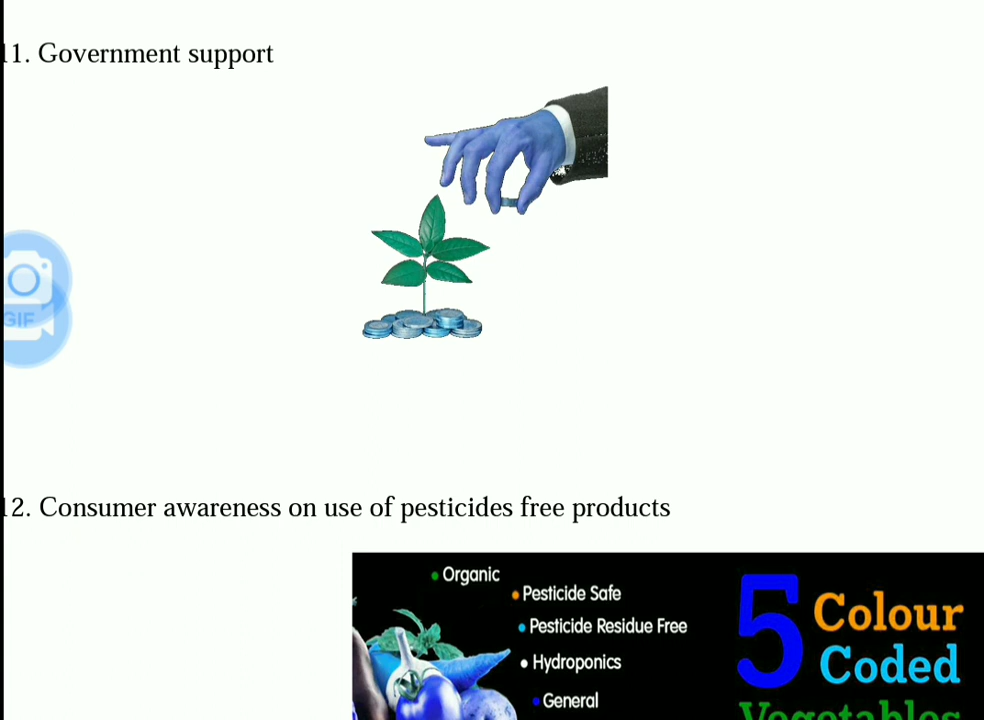 11. Government support
GIF
12. Consumer awareness on use of pesticides free products
• Organic
• Pesticide Safe
• Pesticide Residue Free
• Hydroponics
• General
5 Colour
Coded
Vegetables